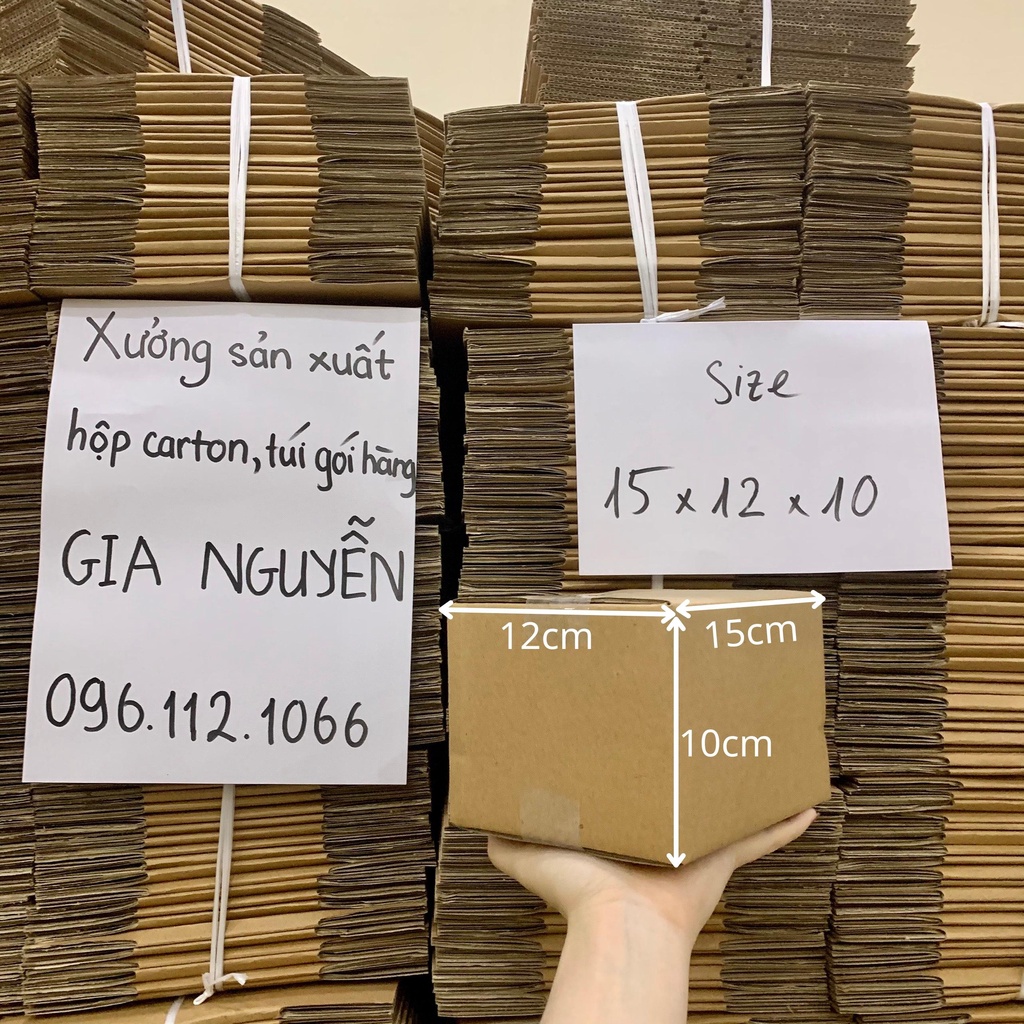 Xưởng sản xuất
hộp carton, túi gói hàng
GIA NGUYỄN
096.112.1066
Size
15 x 12 x 10
12cm
15cm
10cm